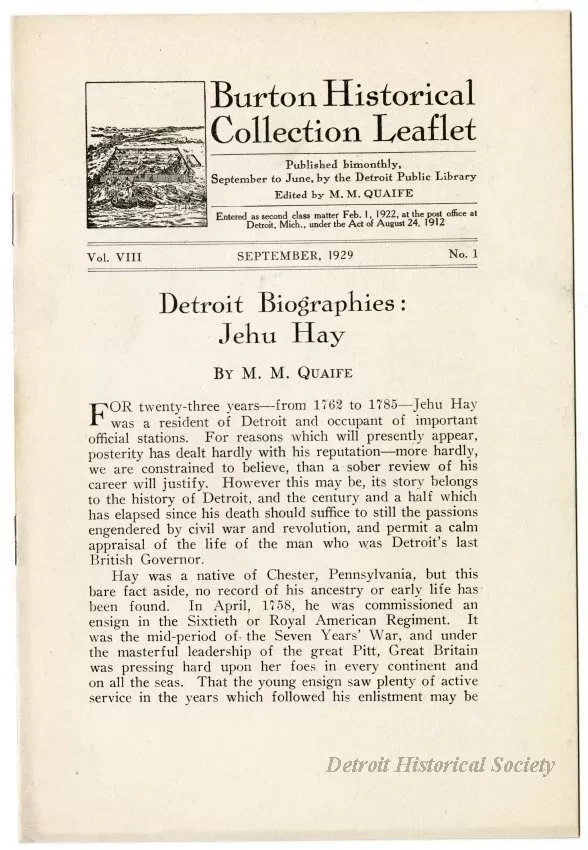 Burton Historical
Collection Leaflet
Published bimonthly,
September to June, by the Detroit Public Library
Edited by M. M. QUAIFE
Entered as second class matter Feb. 1, 1922, at the post office at
Detroit, Mich., under the Act of August 24, 1912
Vol. VIII SEPTEMBER, 1929 No. 1
Detroit Biographies:
Jehu Hay
BY M. M. QUAIFE
FOR twenty-three years—from 1762 to 1785—Jehu Hay
was a resident of Detroit and occupant of important
official stations. For reasons which will presently appear,
posterity has dealt hardly with his reputation—more hardly,
we are constrained to believe, than a sober review of his
career will justify. However this may be, its story belongs
to the history of Detroit, and the century and a half which
has elapsed since his death should suffice to still the passions
engendered by civil war and revolution, and permit a calm
appraisal of the life of the man who was Detroit's last
British Governor.
Hay was a native of Chester, Pennsylvania, but this
bare fact aside, no record of his ancestry or early life has
been found. In April, 1758, he was commissioned an
ensign in the Sixtieth or Royal American Regiment. It
was the mid-period of the Seven Years' War, and under
the masterful leadership of the great Pitt, Great Britain
was pressing hard upon her foes in every continent and
on all the seas. That the young ensign saw plenty of active
service in the years which followed his enlistment may be
Detroit Historical Society